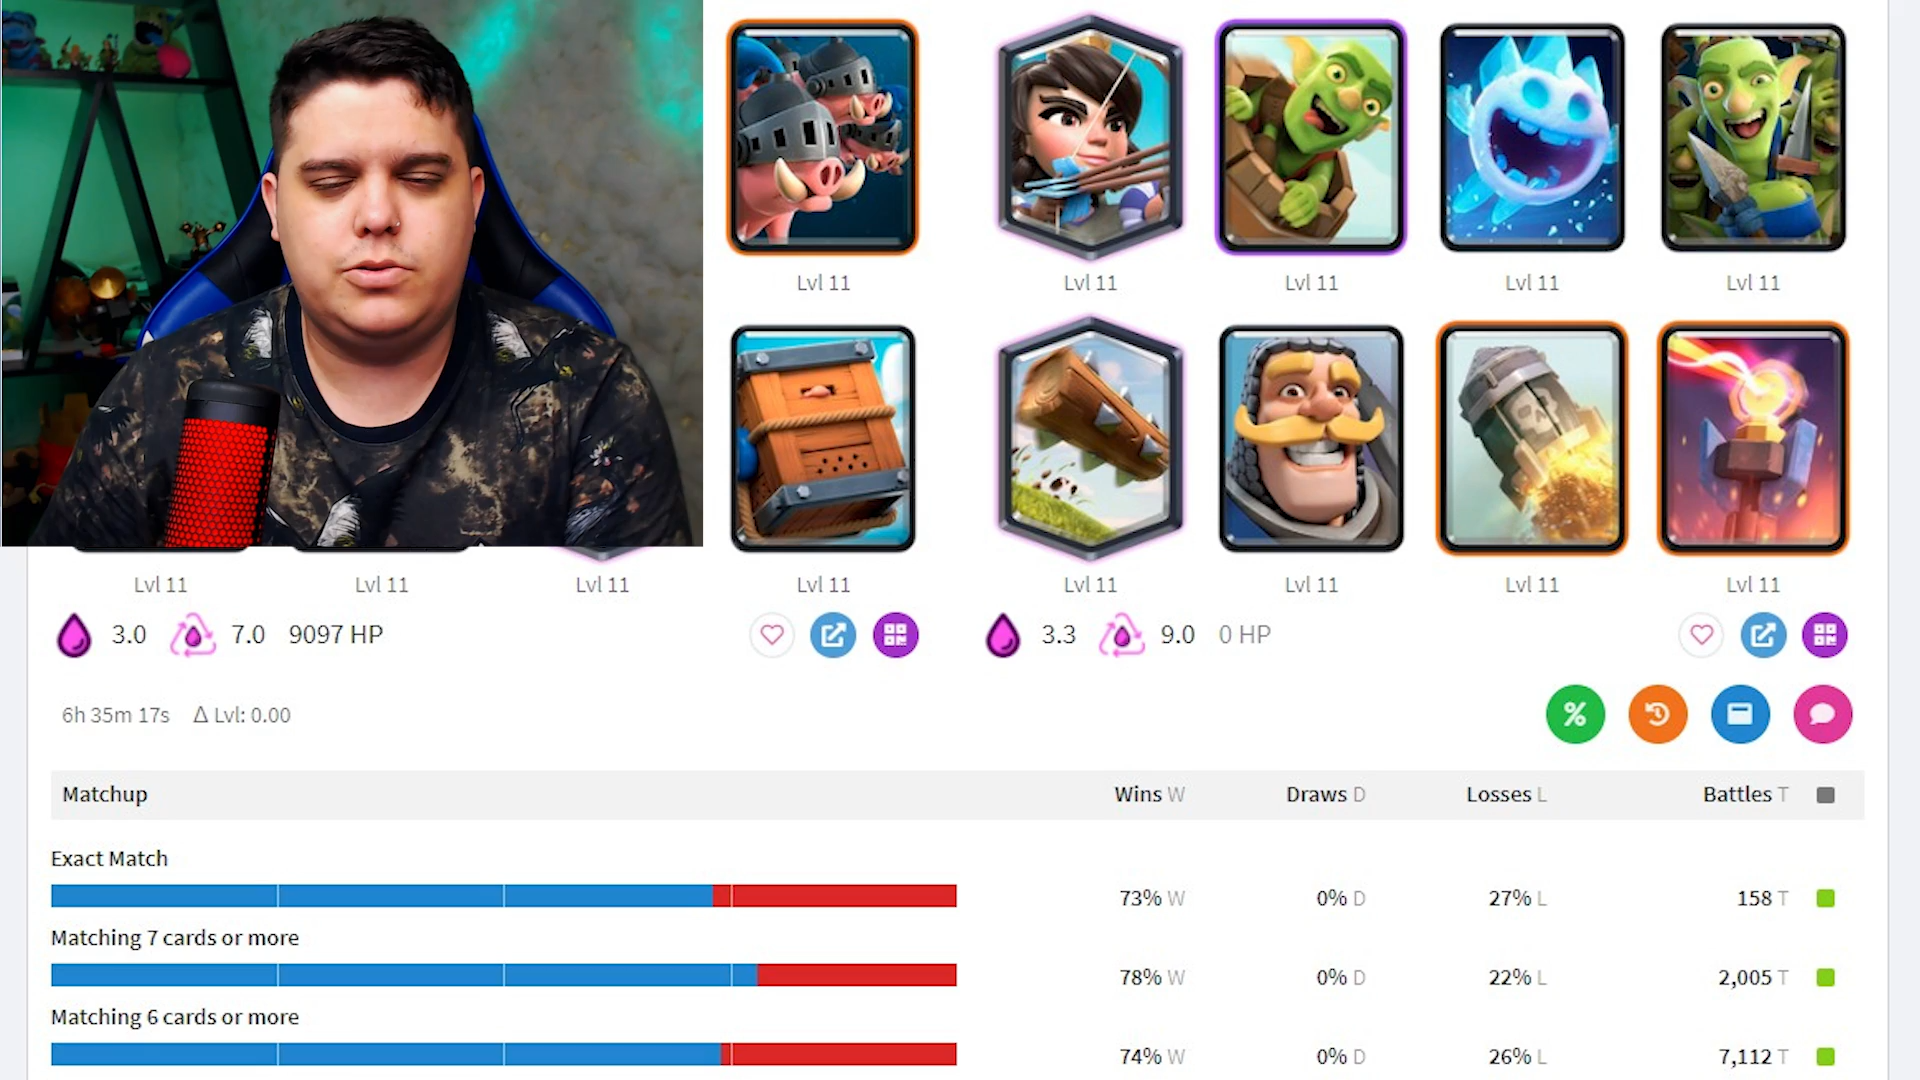 Lvl 11 Lvl 11 Lvl 11 Lvl 11 Lvl 11
Lvl 11 Lvl 11 Lvl 11 Lvl 11 Lvl 11 Lvl 11 Lvl 11 Lvl 11
3.0 7.0 9097 HP 3.3 9.0 0 HP
6h 35m 17s Δ Lvl: 0.00
%
Matchup Wins W Draws D Losses L Battles T
Exact Match
73% W 0% D 27% L 158 T
Matching 7 cards or more
78% W 0% D 22% L 2,005 T
Matching 6 cards or more
74% W 0% D 26% L 7,112 T